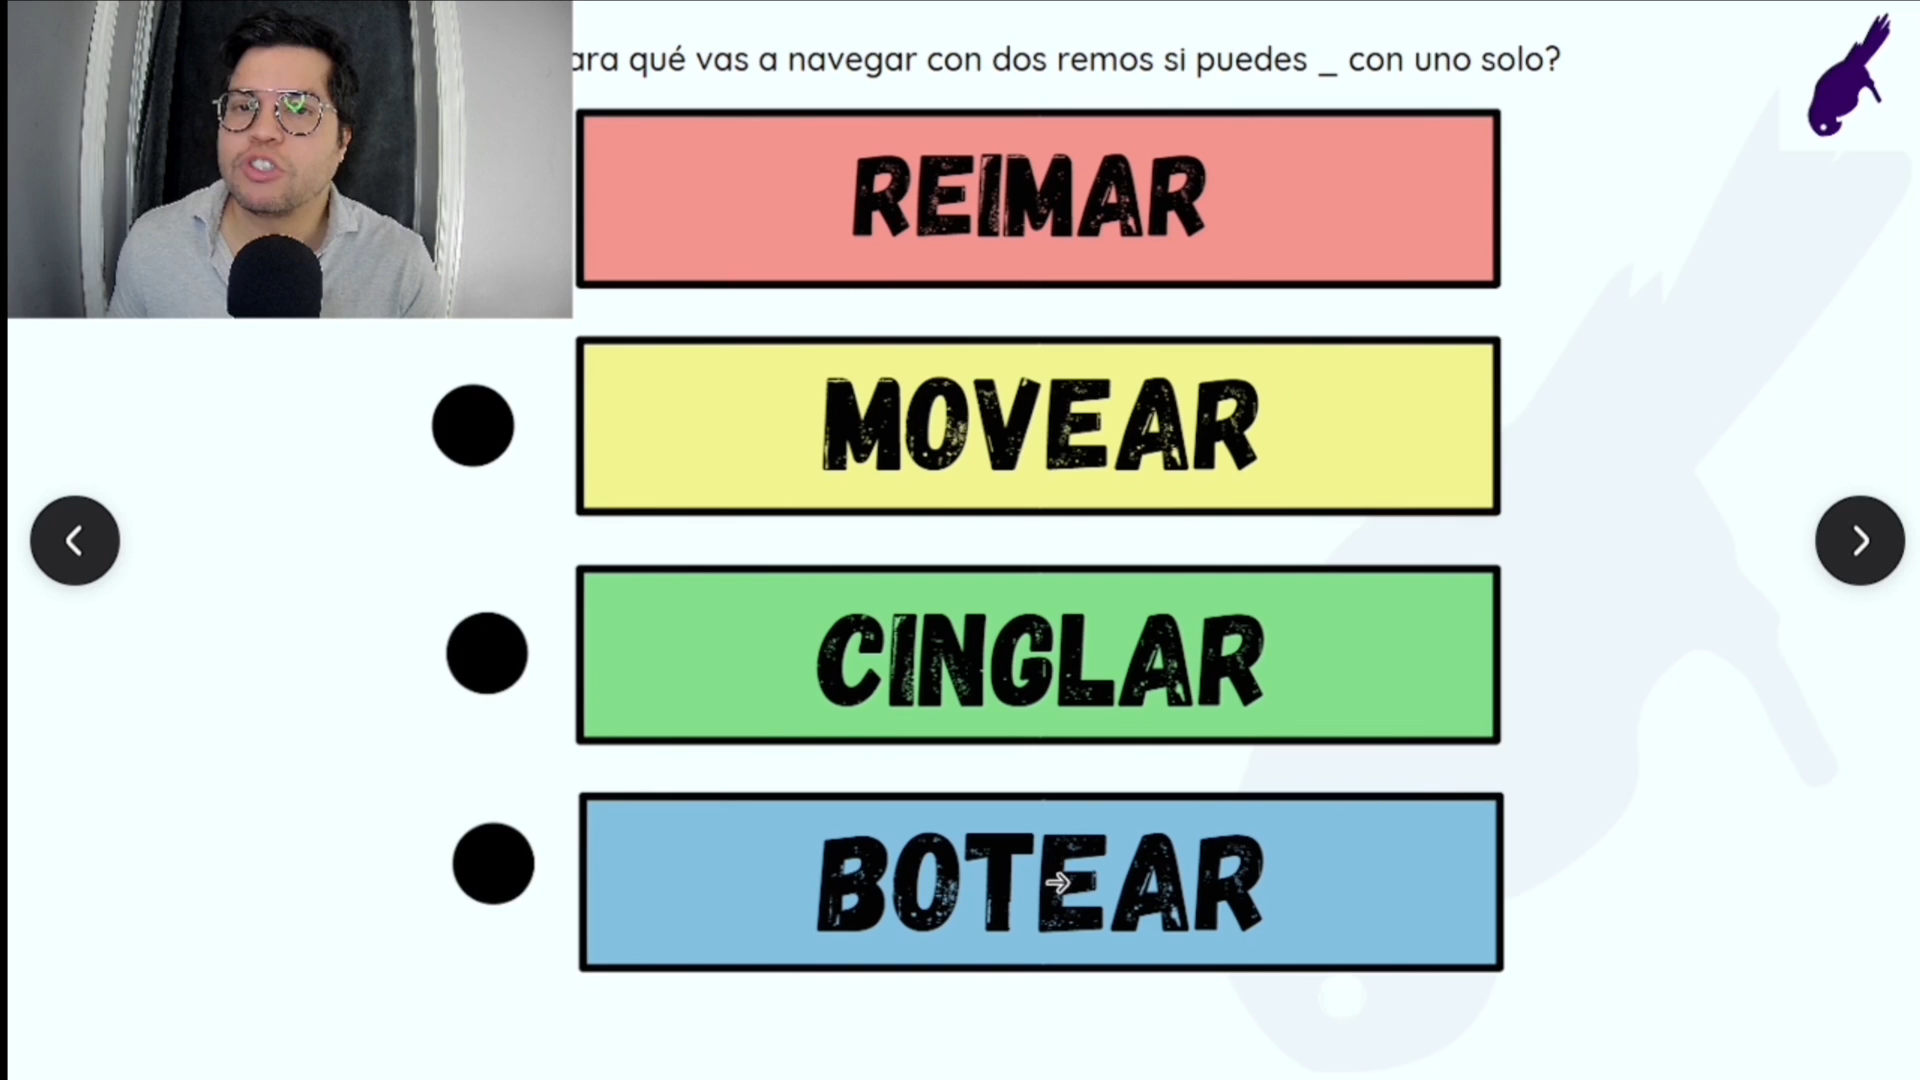 ara qué vas a navegar con dos remos si puedes _ con uno solo?
REIMAR
MOVEAR
CINGLAR
BOTEAR